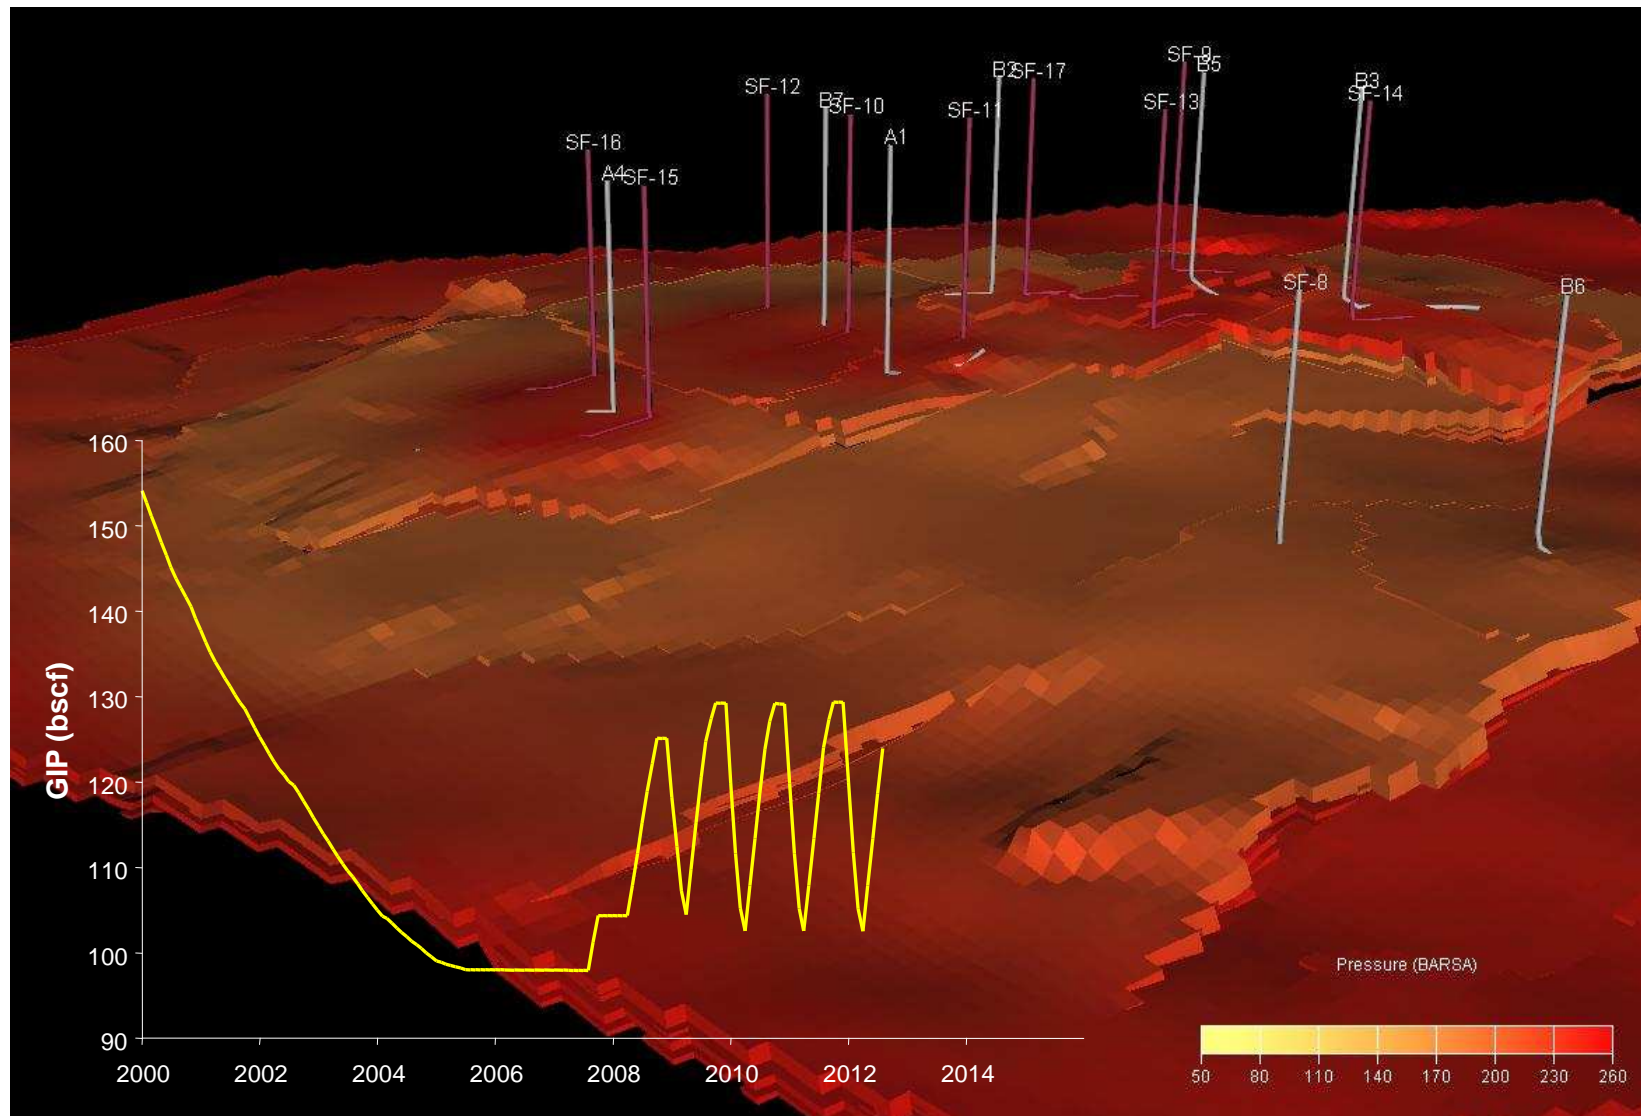 SF-9
B5
B2
SF-17
B3
SF-14
SF-12
B7
SF-10
SF-11
SF-13
A1
SF-16
A4
SF-15
SF-8
B6
160
150
140
130
120
110
100
90
GIP (bscf)
2000 2002 2004 2006 2008 2010 2012 2014
Pressure (BARSA)
50 80 110 140 170 200 230 260